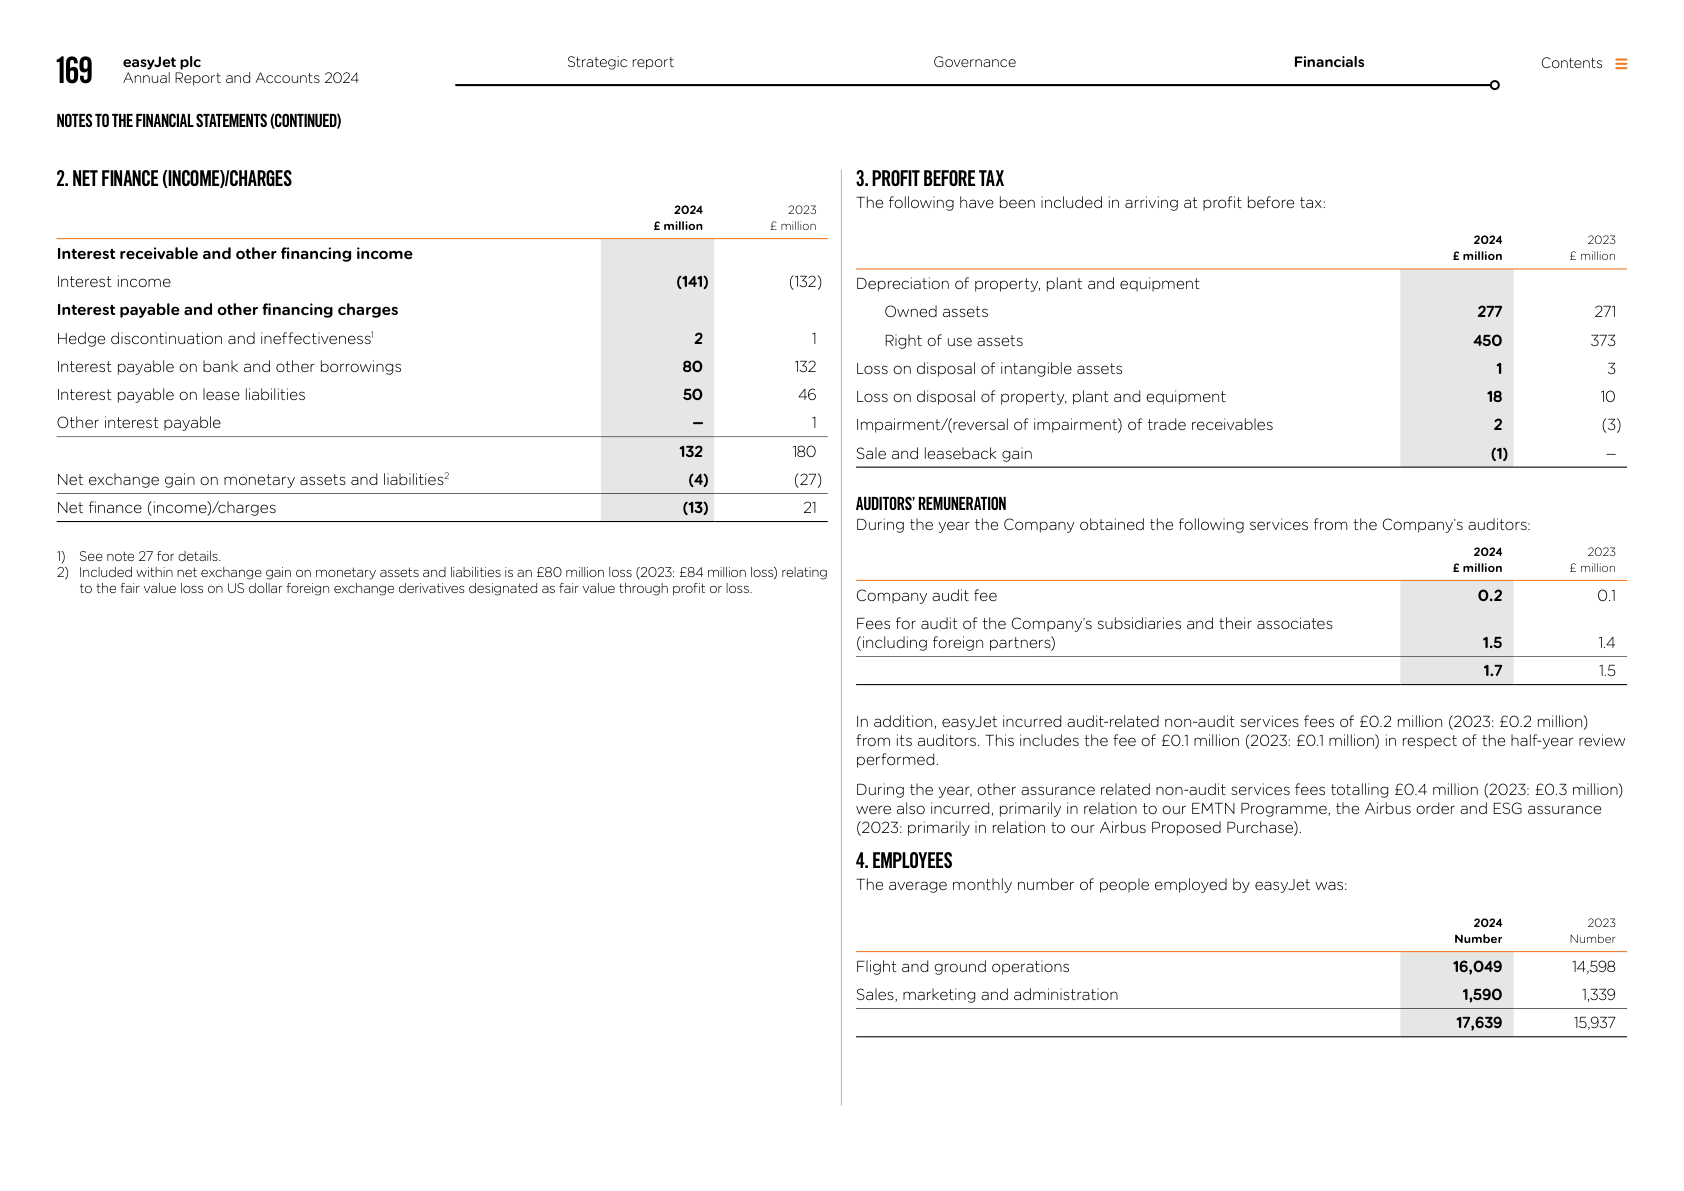 169
easyJet plc
Annual Report and Accounts 2024
Strategic report
Governance
Financials
Contents
NOTES TO THE FINANCIAL STATEMENTS (CONTINUED)
2. NET FINANCE (INCOME)/CHARGES
2024 2023
£ million £ million
Interest receivable and other financing income
Interest income (141) (132)
Interest payable and other financing charges
Hedge discontinuation and ineffectiveness1 2 1
Interest payable on bank and other borrowings 80 132
Interest payable on lease liabilities 50 46
Other interest payable – 1
132 180
Net exchange gain on monetary assets and liabilities2 (4) (27)
Net finance (income)/charges (13) 21
1) See note 27 for details.
2) Included within net exchange gain on monetary assets and liabilities is an £80 million loss (2023: £84 million loss) relating
to the fair value loss on US dollar foreign exchange derivatives designated as fair value through profit or loss.
3. PROFIT BEFORE TAX
The following have been included in arriving at profit before tax:
2024 2023
£ million £ million
Depreciation of property, plant and equipment
Owned assets 277 271
Right of use assets 450 373
Loss on disposal of intangible assets 1 3
Loss on disposal of property, plant and equipment 18 10
Impairment/(reversal of impairment) of trade receivables 2 (3)
Sale and leaseback gain (1) –
AUDITORS' REMUNERATION
During the year the Company obtained the following services from the Company's auditors:
2024 2023
£ million £ million
Company audit fee 0.2 0.1
Fees for audit of the Company's subsidiaries and their associates
(including foreign partners) 1.5 1.4
1.7 1.5
In addition, easyJet incurred audit-related non-audit services fees of £0.2 million (2023: £0.2 million)
from its auditors. This includes the fee of £0.1 million (2023: £0.1 million) in respect of the half-year review
performed.
During the year, other assurance related non-audit services fees totalling £0.4 million (2023: £0.3 million)
were also incurred, primarily in relation to our EMTN Programme, the Airbus order and ESG assurance
(2023: primarily in relation to our Airbus Proposed Purchase).
4. EMPLOYEES
The average monthly number of people employed by easyJet was:
2024 2023
Number Number
Flight and ground operations 16,049 14,598
Sales, marketing and administration 1,590 1,339
17,639 15,937